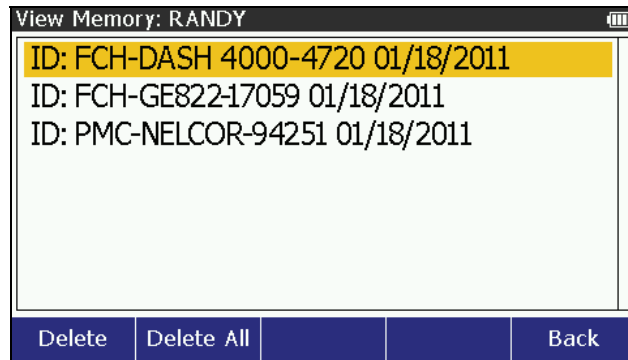 View Memory: RANDY
ID: FCH-DASH 4000-4720 01/18/2011
ID: FCH-GE822-17059 01/18/2011
ID: PMC-NELCOR-94251 01/18/2011
Delete Delete All Back